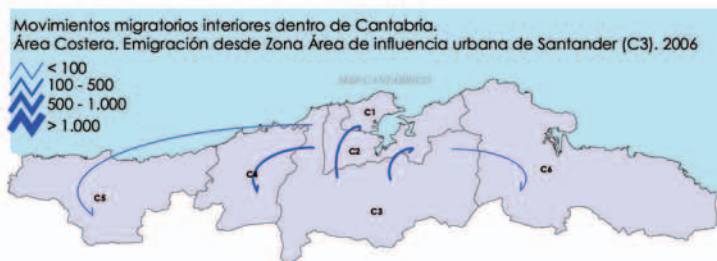 Movimientos migratorios interiores dentro de Cantabria.
Área Costera. Emigración desde Zona Área de influencia urbana de Santander (C3). 2006
< 100
100 - 500
500 - 1.000
> 1.000
MAR CANTÁBRICO
C1
C2
C4
C6
C5
C3